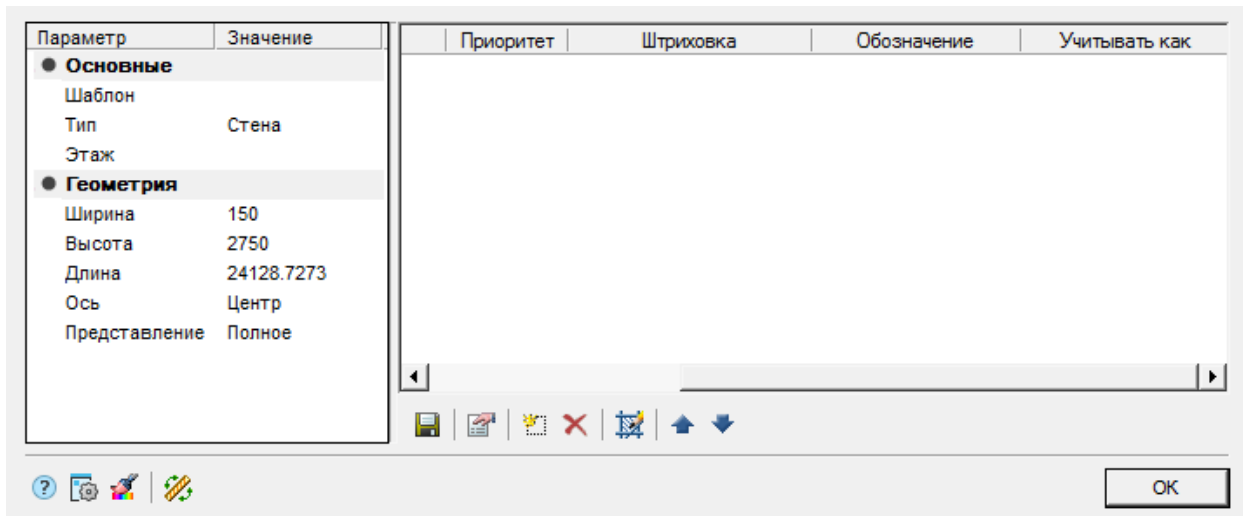 Параметр Значение
Основные
Шаблон
Тип Стена
Этаж
Геометрия
Ширина 150
Высота 2750
Длина 24128.7273
Ось Центр
Представление Полное
Приоритет Штриховка Обозначение Учитывать как
?
OK